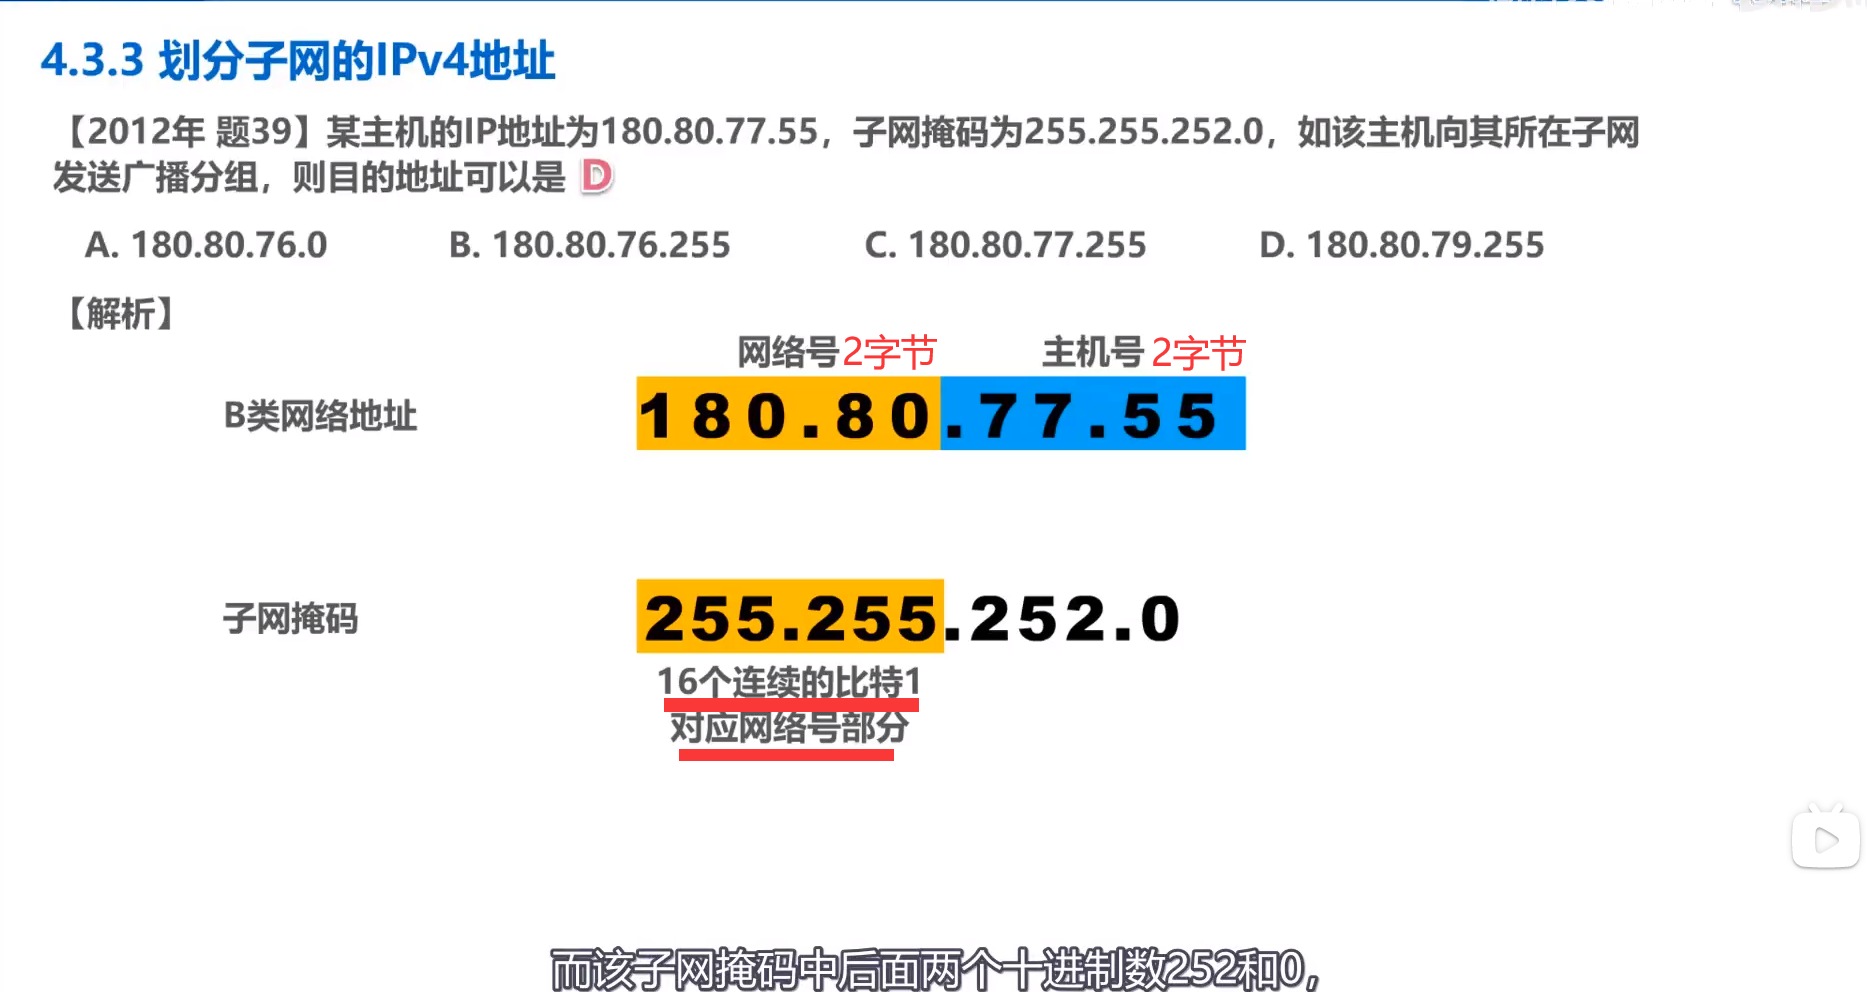 4.3.3 划分子网的IPv4地址
【2012年 题39】某主机的IP地址为180.80.77.55，子网掩码为255.255.252.0，如该主机向其所在子网
发送广播分组，则目的地址可以是 D
A. 180.80.76.0 B. 180.80.76.255 C. 180.80.77.255 D. 180.80.79.255
【解析】
网络号2字节 主机号2字节
B类网络地址 180.80.77.55
子网掩码 255.255.252.0
16个连续的比特1
对应网络号部分
而该子网掩码中后面两个十进制数252和0，